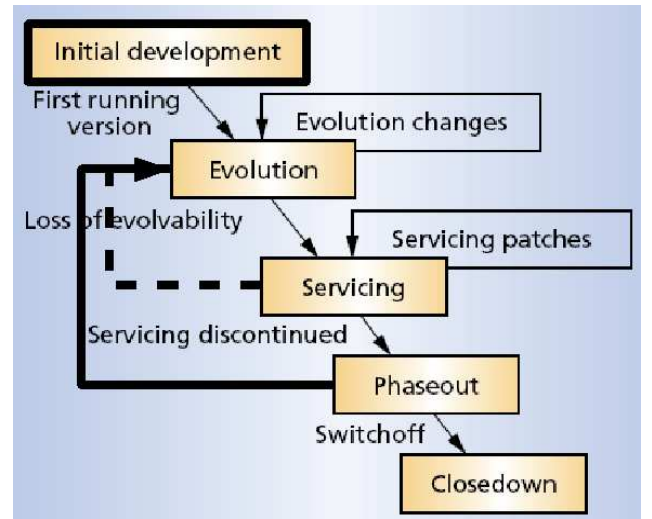 Initial development
First running
version
Evolution changes
Evolution
Loss of evolvability
Servicing patches
Servicing
Servicing discontinued
Phaseout
Switchoff
Closedown